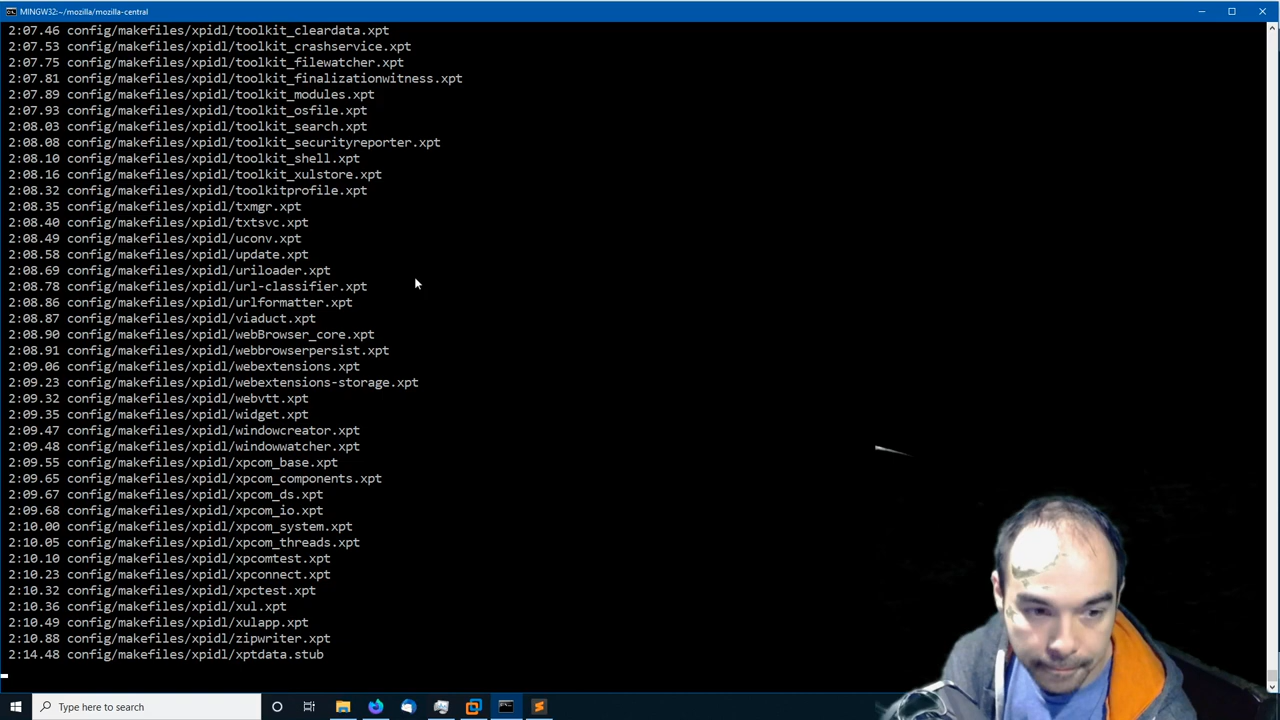 MINGW32:~/mozilla/mozilla-central
2:07.46 config/makefiles/xpidl/toolkit_cleardata.xpt
2:07.53 config/makefiles/xpidl/toolkit_crashservice.xpt
2:07.75 config/makefiles/xpidl/toolkit_filewatcher.xpt
2:07.81 config/makefiles/xpidl/toolkit_finalizationwitness.xpt
2:07.89 config/makefiles/xpidl/toolkit_modules.xpt
2:07.93 config/makefiles/xpidl/toolkit_osfile.xpt
2:08.03 config/makefiles/xpidl/toolkit_search.xpt
2:08.08 config/makefiles/xpidl/toolkit_securityreporter.xpt
2:08.10 config/makefiles/xpidl/toolkit_shell.xpt
2:08.16 config/makefiles/xpidl/toolkit_xulstore.xpt
2:08.32 config/makefiles/xpidl/toolkitprofile.xpt
2:08.35 config/makefiles/xpidl/txmgr.xpt
2:08.40 config/makefiles/xpidl/txtsvc.xpt
2:08.49 config/makefiles/xpidl/uconv.xpt
2:08.58 config/makefiles/xpidl/update.xpt
2:08.69 config/makefiles/xpidl/uriloader.xpt
2:08.78 config/makefiles/xpidl/url-classifier.xpt
2:08.86 config/makefiles/xpidl/urlformatter.xpt
2:08.87 config/makefiles/xpidl/viaduct.xpt
2:08.90 config/makefiles/xpidl/webBrowser_core.xpt
2:08.91 config/makefiles/xpidl/webbrowserpersist.xpt
2:09.06 config/makefiles/xpidl/webextensions.xpt
2:09.23 config/makefiles/xpidl/webextensions-storage.xpt
2:09.32 config/makefiles/xpidl/webvtt.xpt
2:09.35 config/makefiles/xpidl/widget.xpt
2:09.47 config/makefiles/xpidl/windowcreator.xpt
2:09.48 config/makefiles/xpidl/windowwatcher.xpt
2:09.55 config/makefiles/xpidl/xpcom_base.xpt
2:09.65 config/makefiles/xpidl/xpcom_components.xpt
2:09.67 config/makefiles/xpidl/xpcom_ds.xpt
2:09.68 config/makefiles/xpidl/xpcom_io.xpt
2:10.00 config/makefiles/xpidl/xpcom_system.xpt
2:10.05 config/makefiles/xpidl/xpcom_threads.xpt
2:10.10 config/makefiles/xpidl/xpcomtest.xpt
2:10.23 config/makefiles/xpidl/xpconnect.xpt
2:10.32 config/makefiles/xpidl/xpctest.xpt
2:10.36 config/makefiles/xpidl/xul.xpt
2:10.49 config/makefiles/xpidl/xulapp.xpt
2:10.88 config/makefiles/xpidl/zipwriter.xpt
2:14.48 config/makefiles/xpidl/xptdata.stub
Type here to search